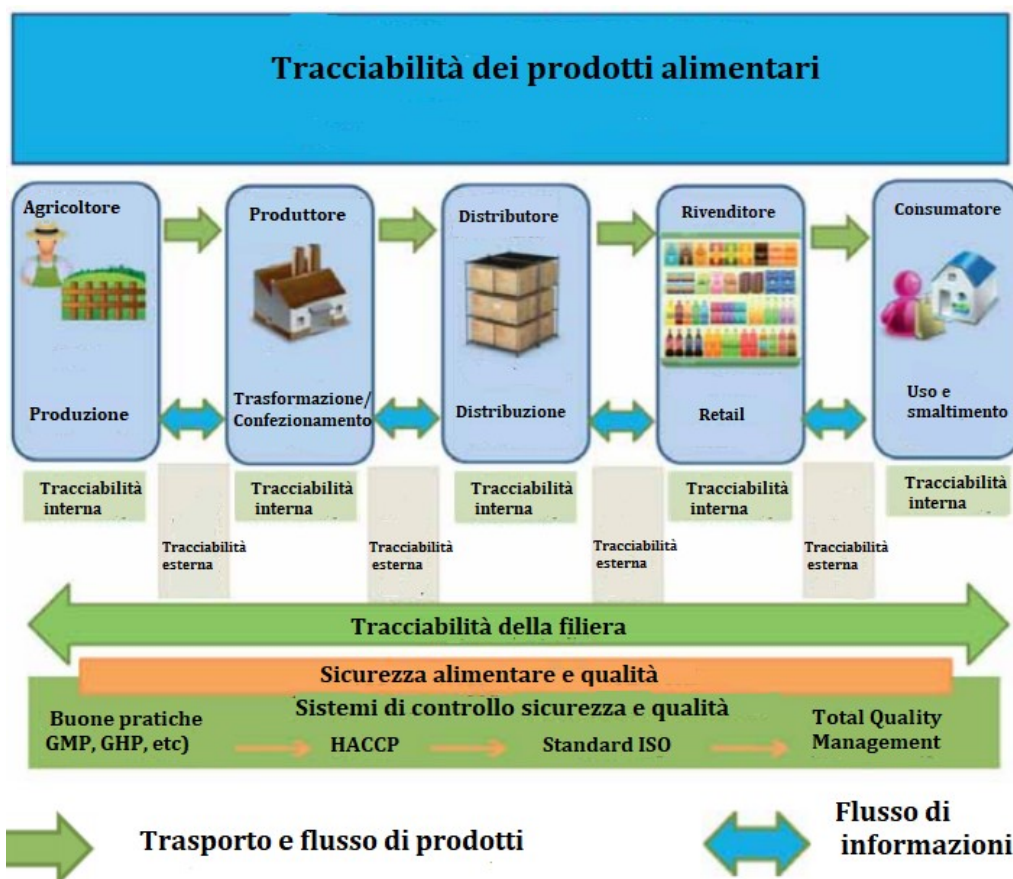 Tracciabilità dei prodotti alimentari
Agricoltore
Produttore
Distributore
Rivenditore
Consumatore
Produzione
Trasformazione/
Confezionamento
Distribuzione
Retail
Uso e
smaltimento
Tracciabilità
interna
Tracciabilità
interna
Tracciabilità
interna
Tracciabilità
interna
Tracciabilità
interna
Tracciabilità
esterna
Tracciabilità
esterna
Tracciabilità
esterna
Tracciabilità
esterna
Tracciabilità della filiera
Sicurezza alimentare e qualità
Sistemi di controllo sicurezza e qualità
Buone pratiche
GMP, GHP, etc)
HACCP
Standard ISO
Total Quality
Management
Trasporto e flusso di prodotti
Flusso di
informazioni